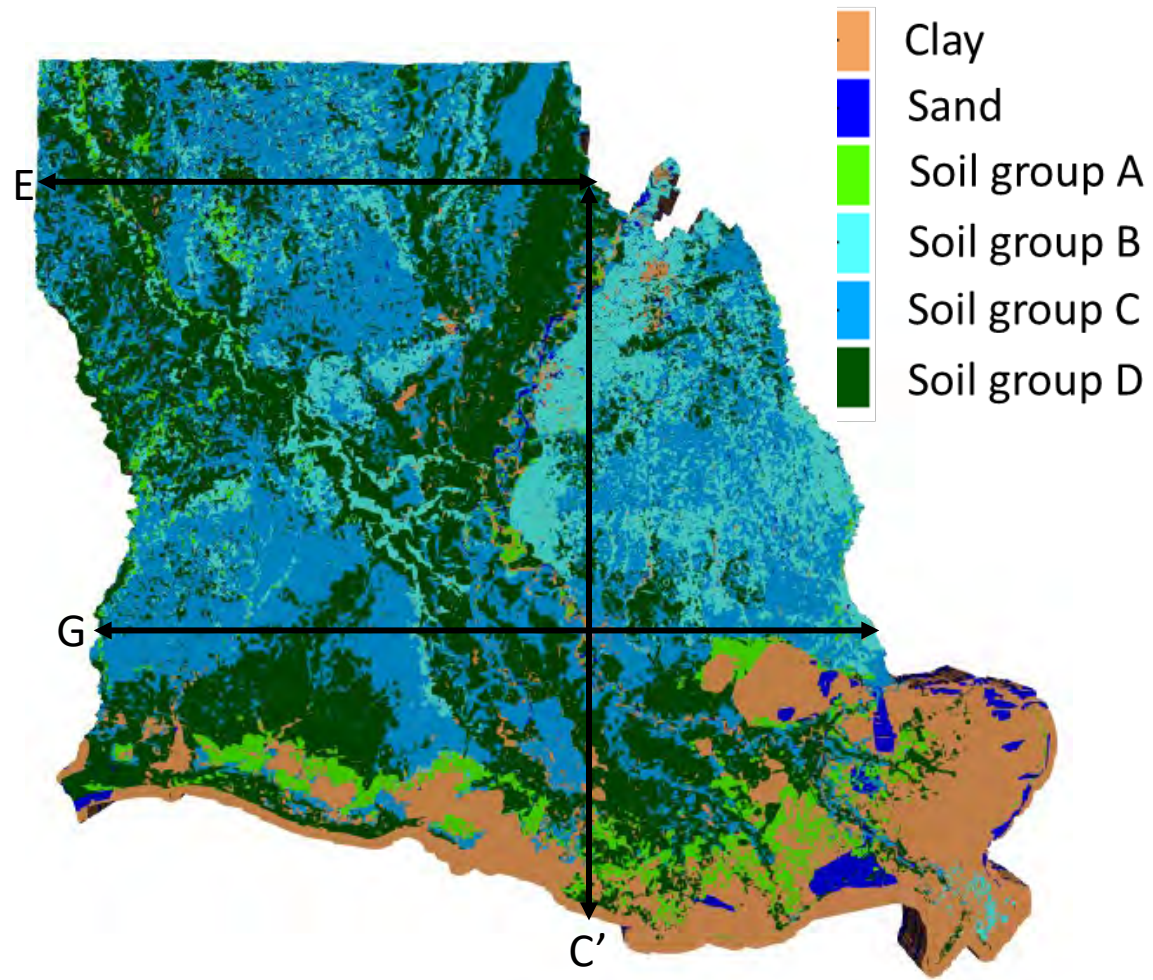 Clay
Sand
Soil group A
Soil group B
Soil group C
Soil group D
E
G
C’